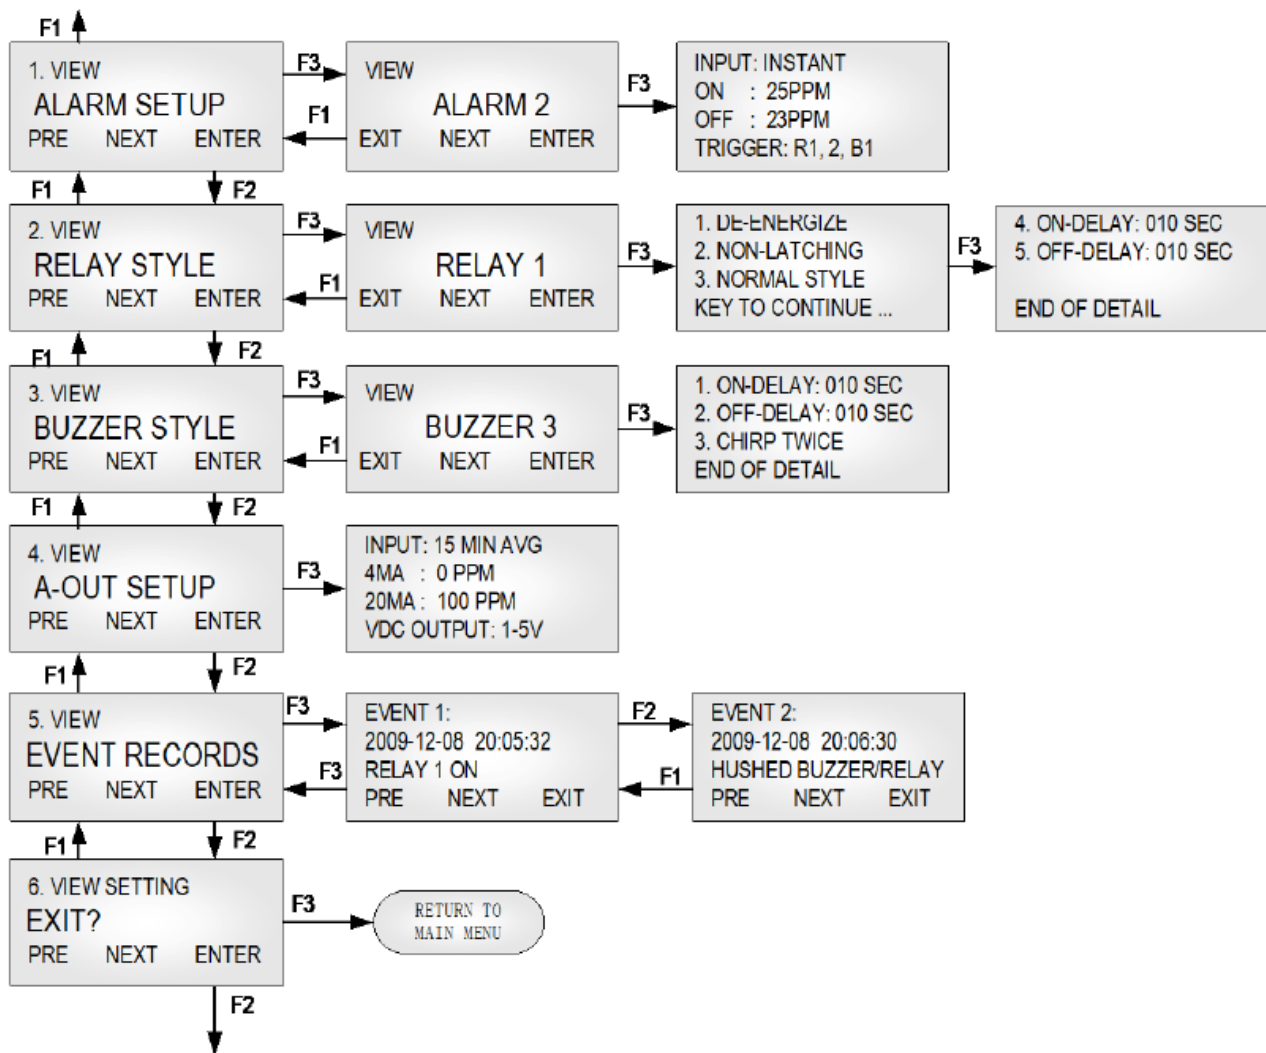 F1
1. VIEW
ALARM SETUP
PRE NEXT ENTER
F3
F1
VIEW
ALARM 2
EXIT NEXT ENTER
F3
INPUT: INSTANT
ON : 25PPM
OFF : 23PPM
TRIGGER: R1, 2, B1
F1
F2
2. VIEW
RELAY STYLE
PRE NEXT ENTER
F3
F1
VIEW
RELAY 1
EXIT NEXT ENTER
F3
1. DE-ENERGIZE
2. NON-LATCHING
3. NORMAL STYLE
KEY TO CONTINUE ...
F3
4. ON-DELAY: 010 SEC
5. OFF-DELAY: 010 SEC
END OF DETAIL
F1
F2
3. VIEW
BUZZER STYLE
PRE NEXT ENTER
F3
F1
VIEW
BUZZER 3
EXIT NEXT ENTER
F3
1. ON-DELAY: 010 SEC
2. OFF-DELAY: 010 SEC
3. CHIRP TWICE
END OF DETAIL
F1
F2
4. VIEW
A-OUT SETUP
PRE NEXT ENTER
F3
INPUT: 15 MIN AVG
4MA : 0 PPM
20MA : 100 PPM
VDC OUTPUT: 1-5V
F1
F2
5. VIEW
EVENT RECORDS
PRE NEXT ENTER
F3
F3
EVENT 1:
2009-12-08 20:05:32
RELAY 1 ON
PRE NEXT EXIT
F2
F1
EVENT 2:
2009-12-08 20:06:30
HUSHED BUZZER/RELAY
PRE NEXT EXIT
F1
F2
6. VIEW SETTING
EXIT?
PRE NEXT ENTER
F3
RETURN TO
MAIN MENU
F2